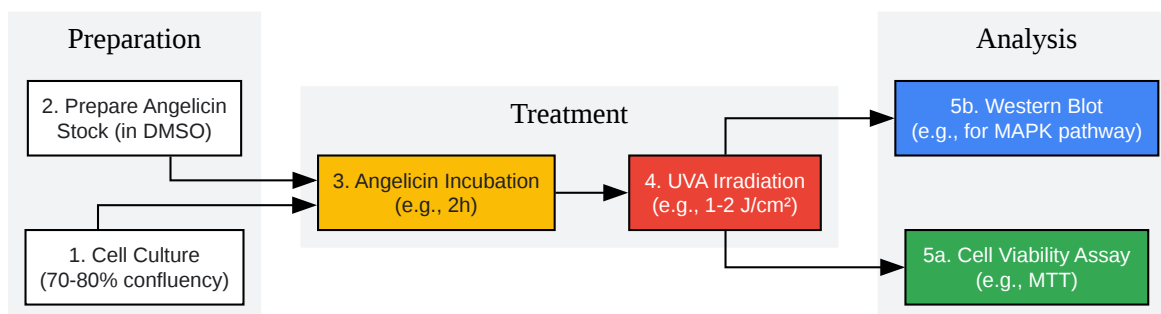 Preparation
2. Prepare Angelicin
Stock (in DMSO)
1. Cell Culture
(70-80% confluency)
Treatment
3. Angelicin Incubation
(e.g., 2h)
4. UVA Irradiation
(e.g., 1-2 J/cm²)
Analysis
5b. Western Blot
(e.g., for MAPK pathway)
5a. Cell Viability Assay
(e.g., MTT)